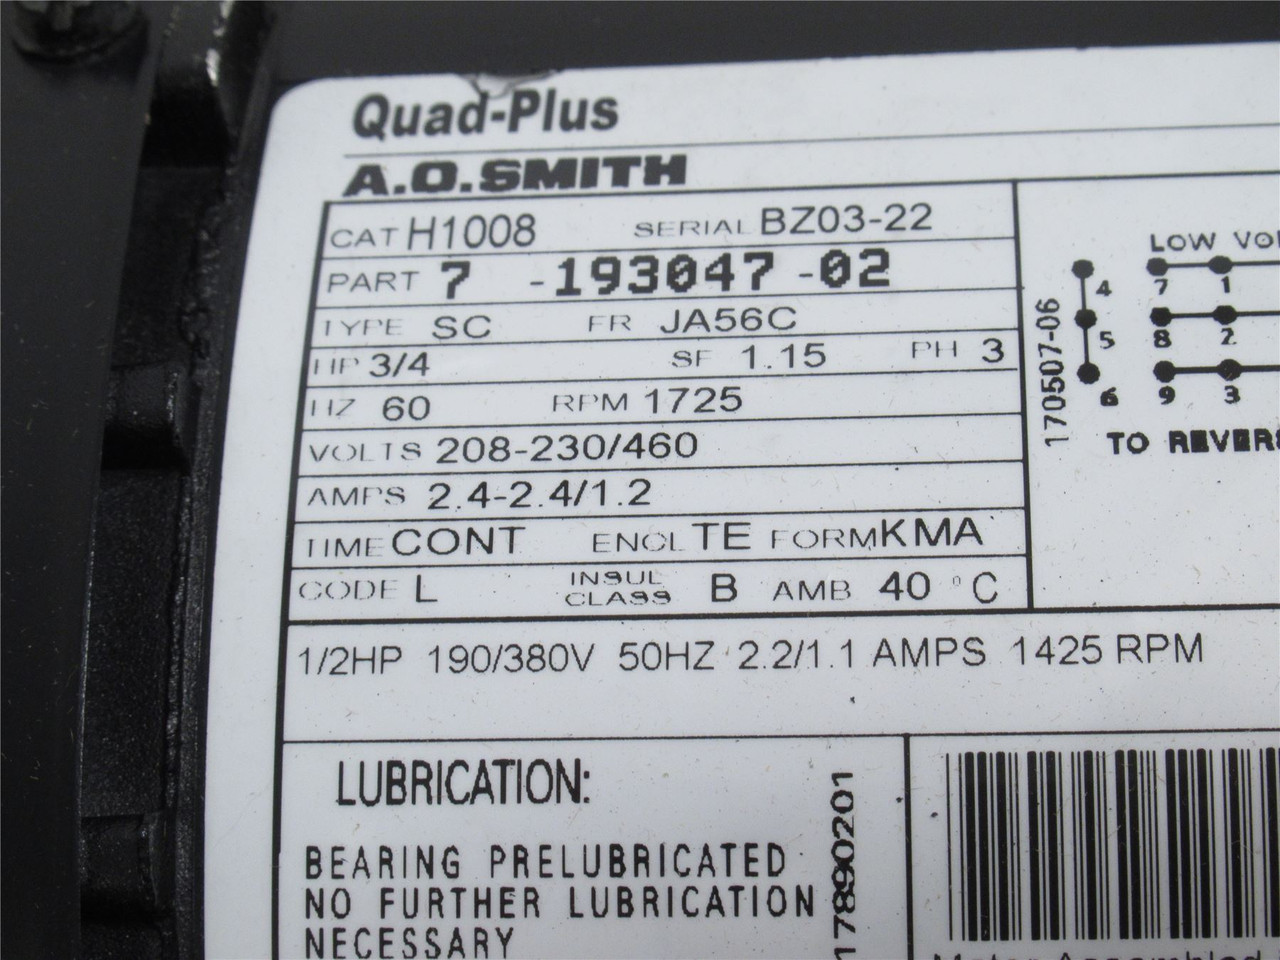 Quad-Plus
A.O.SMITH
CAT H1008 SERIAL BZ03-22
PART 7 -193047-02
TYPE SC FR JA56C
HP 3/4 SF 1.15 PH 3
HZ 60 RPM 1725
VOLTS 208-230/460
AMPS 2.4-2.4/1.2
TIME CONT ENCL TE FORM KMA
CODE L INSUL CLASS B AMB 40 °C
1/2HP 190/380V 50HZ 2.2/1.1 AMPS 1425 RPM
170507-06
LOW
4 7 1
5 8 2
6 9 3
TO
LUBRICATION:
BEARING PRELUBRICATED
NO FURTHER LUBRICATION
NECESSARY
17890201
Motor Assembled